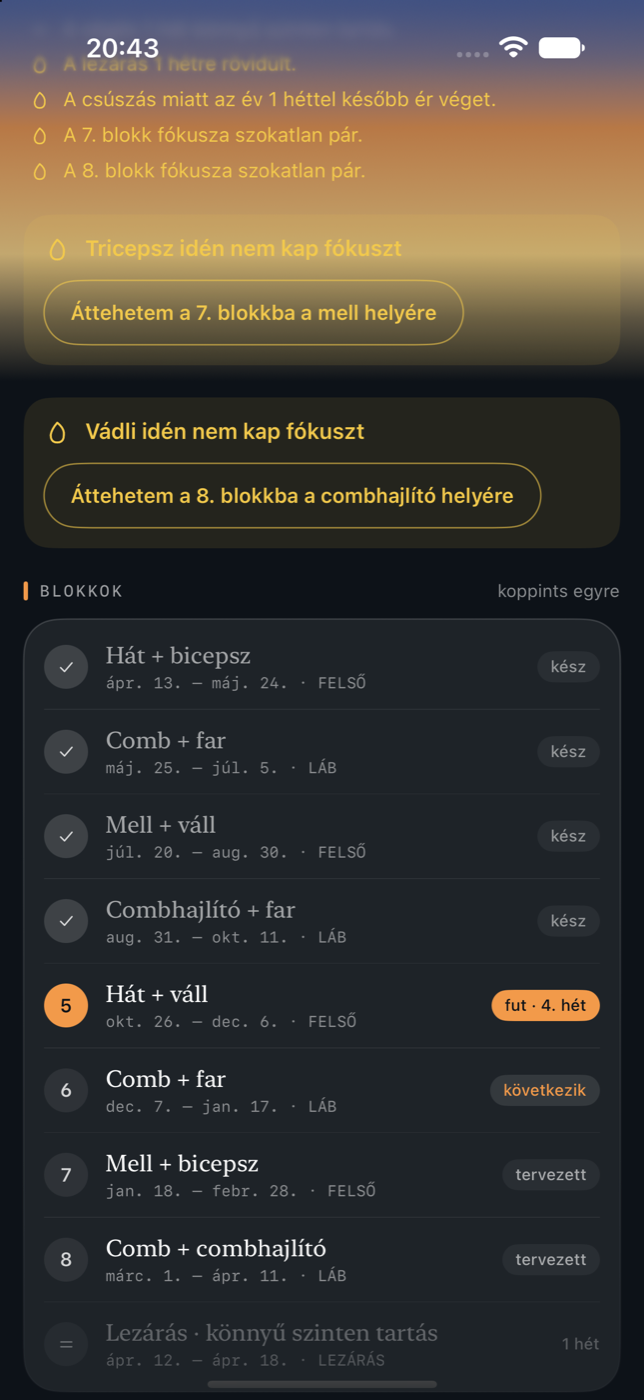 20:43
A lezárás 1 hétre rövidült.
A csúszás miatt az év 1 héttel később ér véget.
A 7. blokk fókusza szokatlan pár.
A 8. blokk fókusza szokatlan pár.
Tricepsz idén nem kap fókuszt
Áttehetem a 7. blokkba a mell helyére
Vádli idén nem kap fókuszt
Áttehetem a 8. blokkba a combhajlító helyére
BLOKKOK koppints egyre
Hát + bicepsz kész
ápr. 13. – máj. 24. · FELSŐ
Comb + far kész
máj. 25. – júl. 5. · LÁB
Mell + váll kész
júl. 20. – aug. 30. · FELSŐ
Combhajlító + far kész
aug. 31. – okt. 11. · LÁB
5 Hát + váll fut · 4. hét
okt. 26. – dec. 6. · FELSŐ
6 Comb + far következik
dec. 7. – jan. 17. · LÁB
7 Mell + bicepsz tervezett
jan. 18. – febr. 28. · FELSŐ
8 Comb + combhajlító tervezett
márc. 1. – ápr. 11. · LÁB
= Lezárás · könnyű szinten tartás 1 hét
ápr. 12. – ápr. 18. · LEZÁRÁS